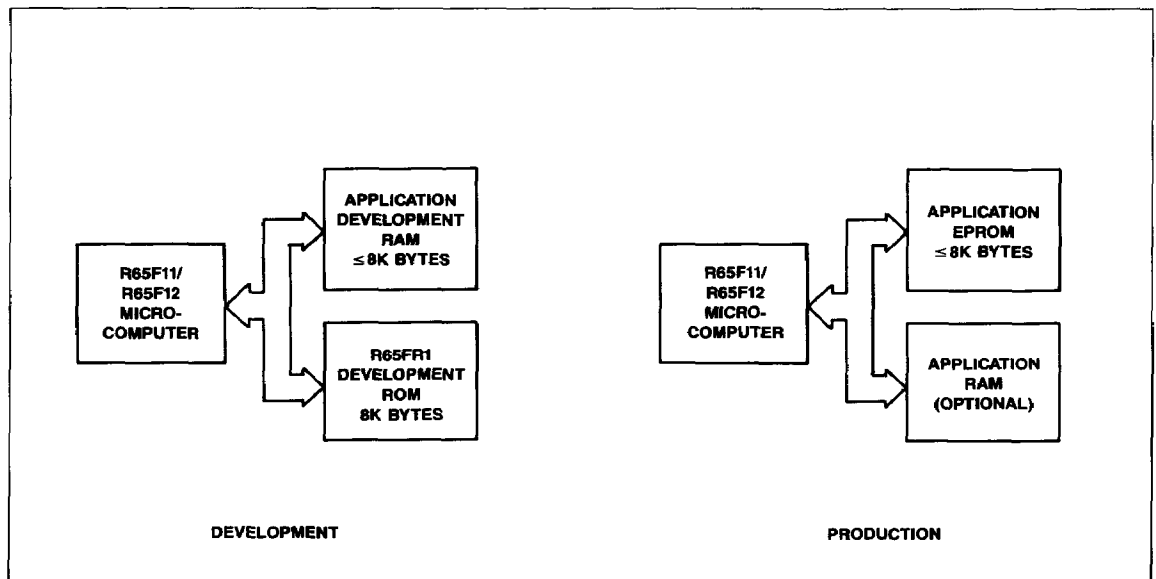 R65F11/
R65F12
MICRO-
COMPUTER
APPLICATION
DEVELOPMENT
RAM
≤8K BYTES
R65FR1
DEVELOPMENT
ROM
8K BYTES
DEVELOPMENT
R65F11/
R65F12
MICRO-
COMPUTER
APPLICATION
EPROM
≤8K BYTES
APPLICATION
RAM
(OPTIONAL)
PRODUCTION